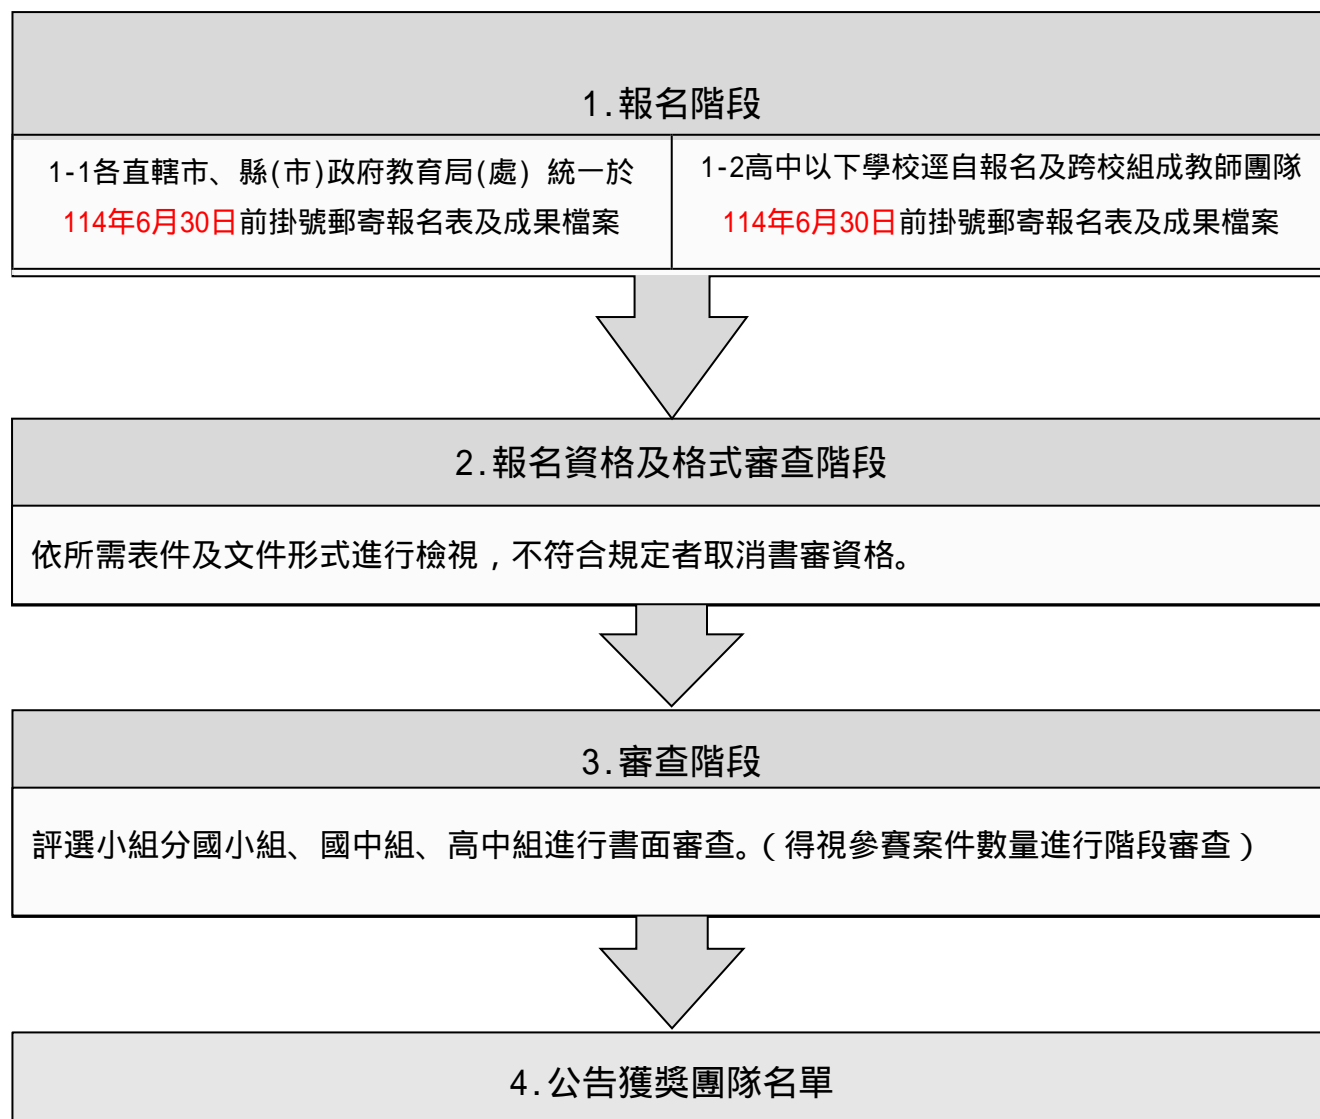 1.報名階段
1-1各直轄市、縣(市)政府教育局(處) 統一於
114年6月30日前掛號郵寄報名表及成果檔案
1-2高中以下學校逕自報名及跨校組成教師團隊
114年6月30日前掛號郵寄報名表及成果檔案
2.報名資格及格式審查階段
依所需表件及文件形式進行檢視，不符合規定者取消書審資格。
3.審查階段
評選小組分國小組、國中組、高中組進行書面審查。（得視參賽案件數量進行階段審查）
4.公告獲獎團隊名單